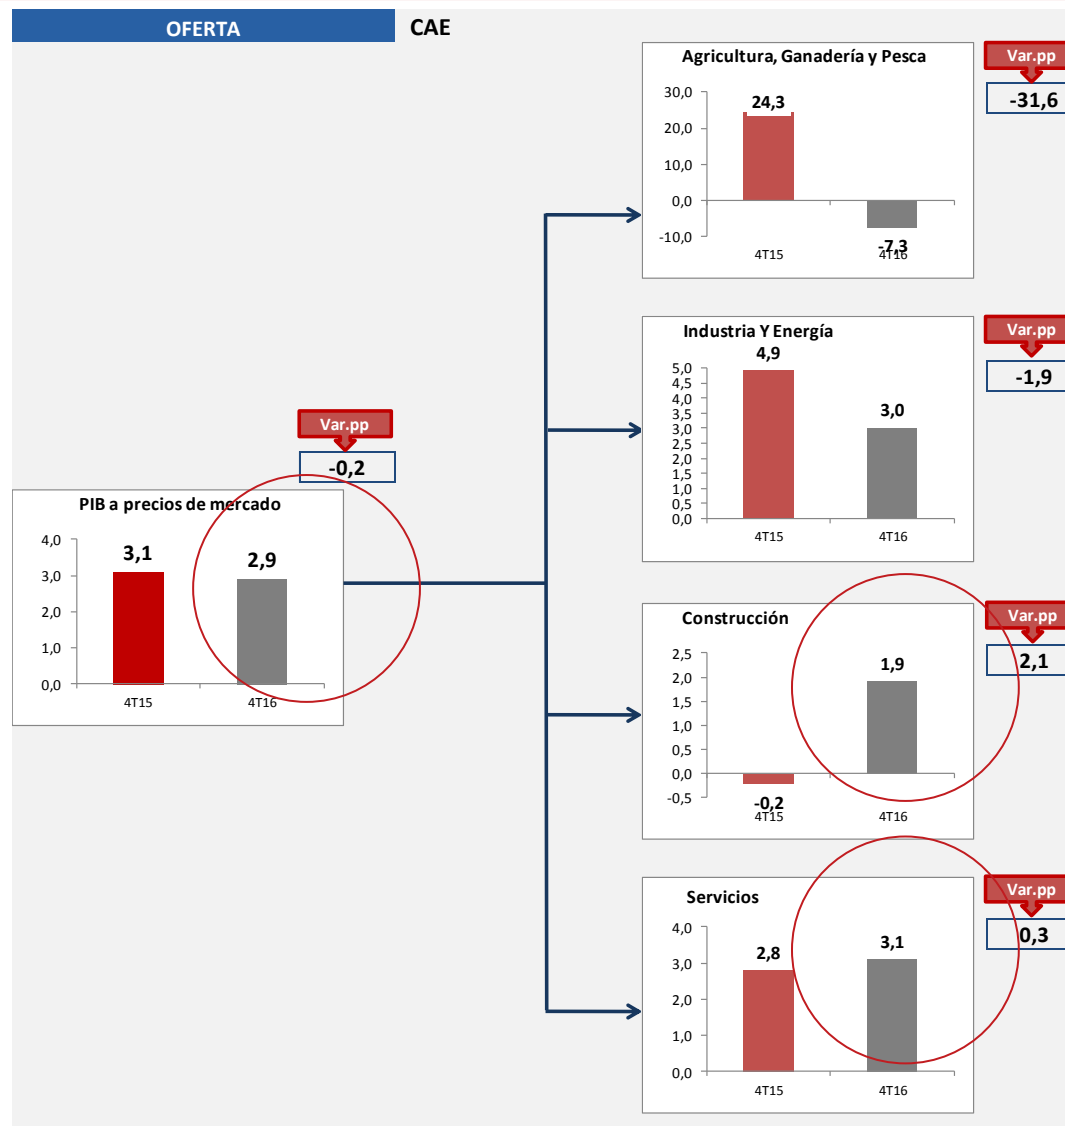 OFERTA
CAE
Agricultura, Ganadería y Pesca
30,0
20,0
10,0
0,0
-10,0
24,3
-7,3
4T15
4T16
Var.pp
-31,6
Industria Y Energía
5,0
4,5
4,0
3,5
3,0
2,5
2,0
1,5
1,0
0,5
0,0
4,9
3,0
4T15
4T16
Var.pp
-1,9
Var.pp
-0,2
PIB a precios de mercado
4,0
3,0
2,0
1,0
0,0
3,1
2,9
4T15
4T16
Construcción
2,5
2,0
1,5
1,0
0,5
0,0
-0,5
-0,2
1,9
4T15
4T16
Var.pp
2,1
Servicios
4,0
3,0
2,0
1,0
0,0
2,8
3,1
4T15
4T16
Var.pp
0,3